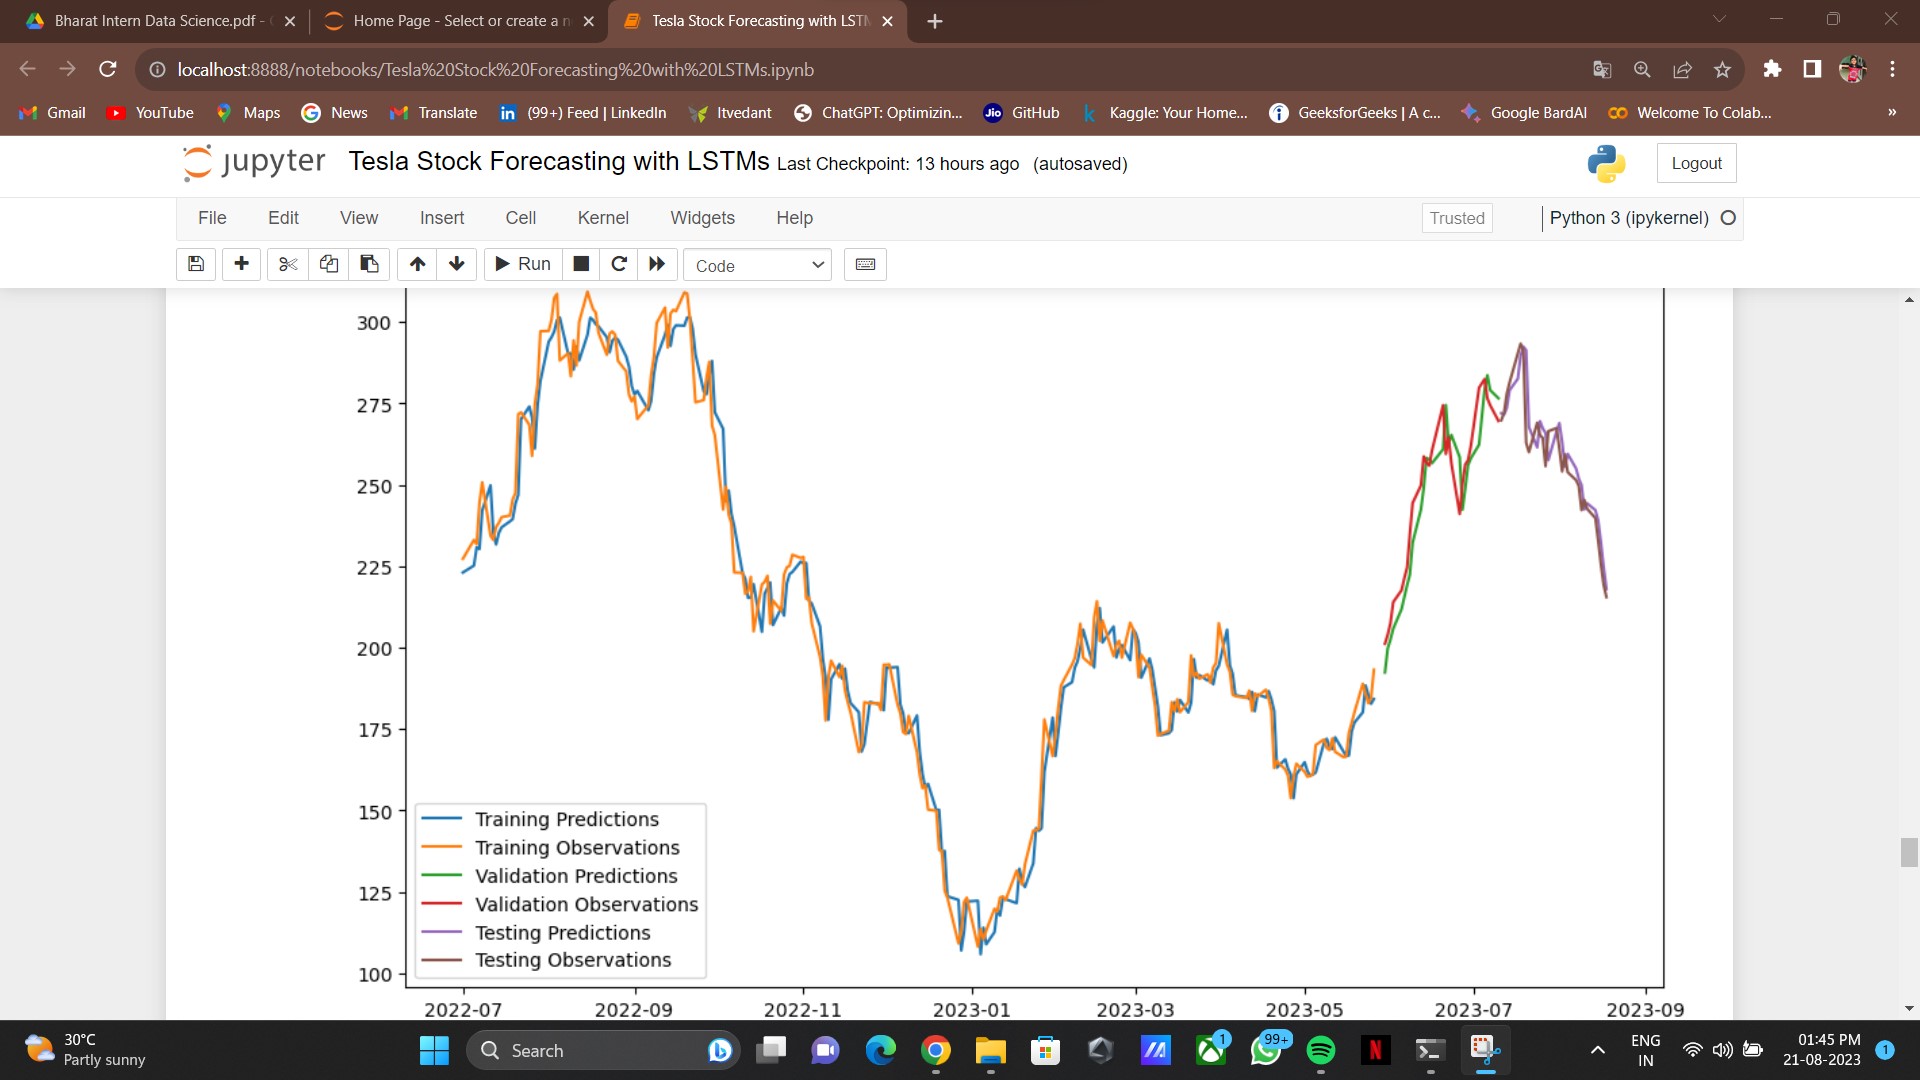 Bharat Intern Data Science.pdf -
Home Page - Select or create a n
Tesla Stock Forecasting with LSTM
localhost:8888/notebooks/Tesla%20Stock%20Forecasting%20with%20LSTMs.ipynb
Gmail YouTube Maps News Translate (99+) Feed | LinkedIn Itvedant ChatGPT: Optimizin... Jio GitHub Kaggle: Your Home... GeeksforGeeks | A c... Google BardAI Welcome To Colab... »
jupyter Tesla Stock Forecasting with LSTMs Last Checkpoint: 13 hours ago (autosaved) Logout
File Edit View Insert Cell Kernel Widgets Help Trusted Python 3 (ipykernel)
Run Code
300
275
250
225
200
175
150
125
100
Training Predictions
Training Observations
Validation Predictions
Validation Observations
Testing Predictions
Testing Observations
2022-07 2022-09 2022-11 2023-01 2023-03 2023-05 2023-07 2023-09
30°C
Partly sunny
Search
1
99+
N
ENG
IN
01:45 PM
21-08-2023
1